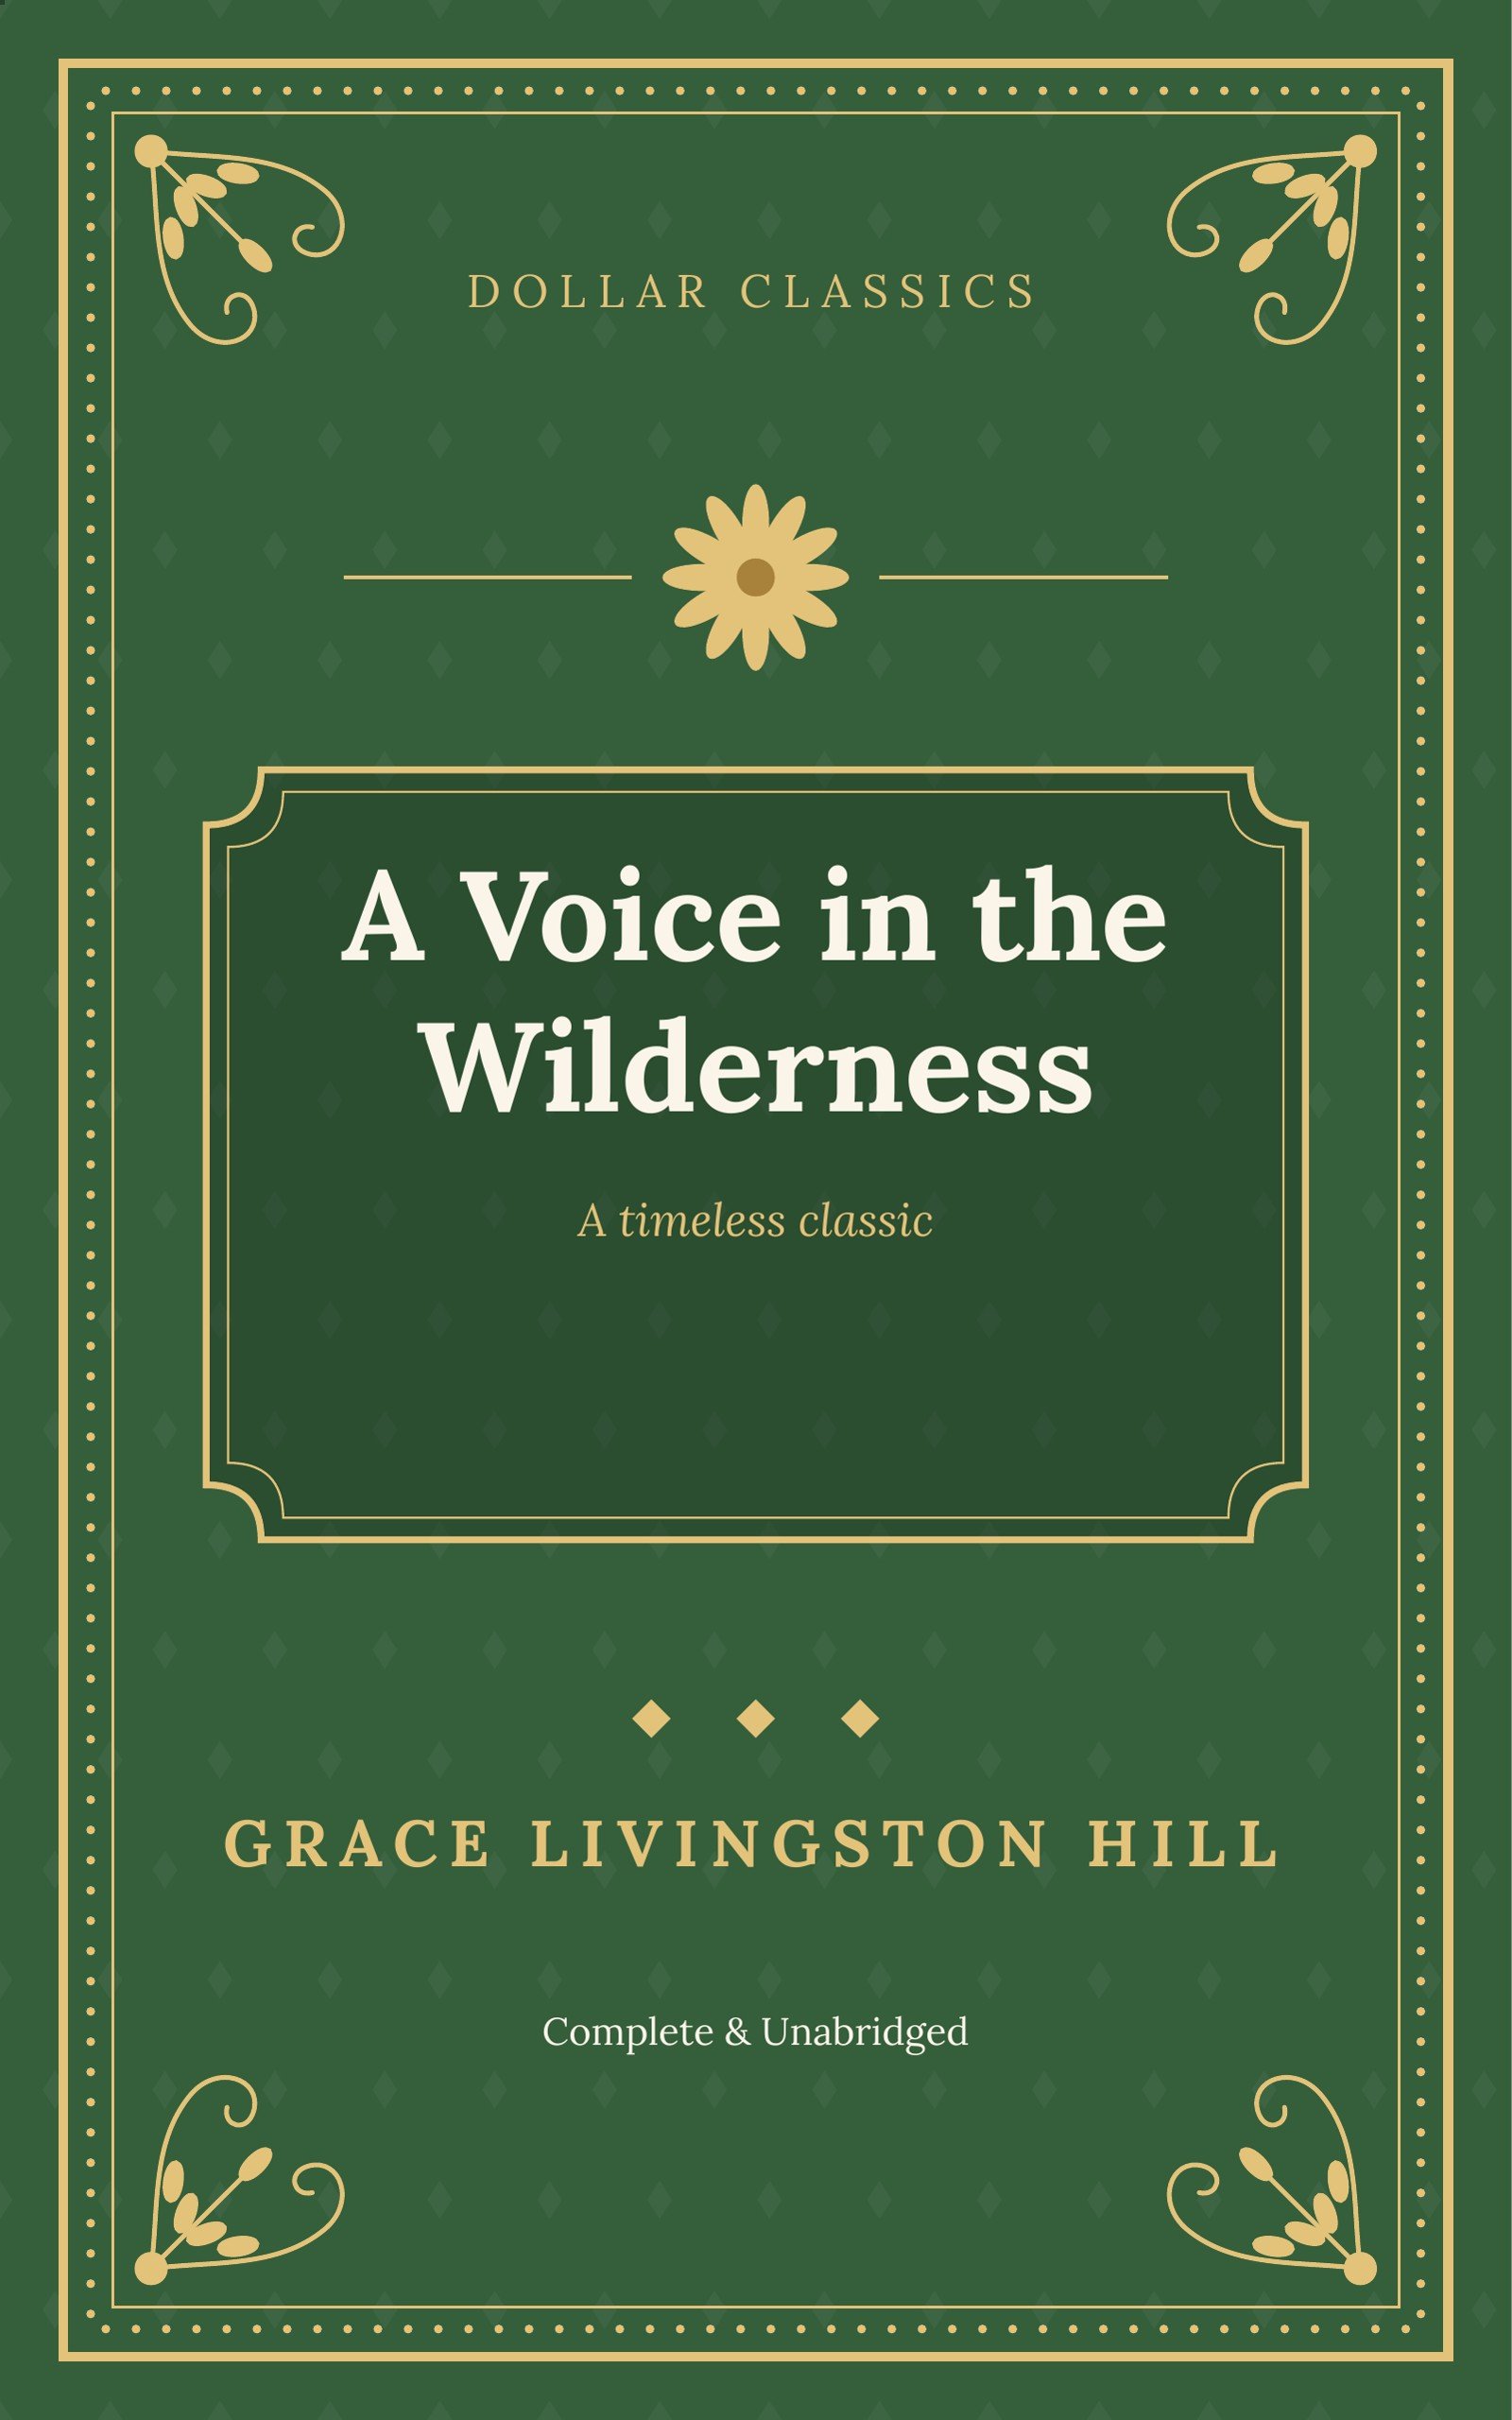 DOLLAR CLASSICS
A Voice in the
Wilderness
A timeless classic
GRACE LIVINGSTON HILL
Complete & Unabridged